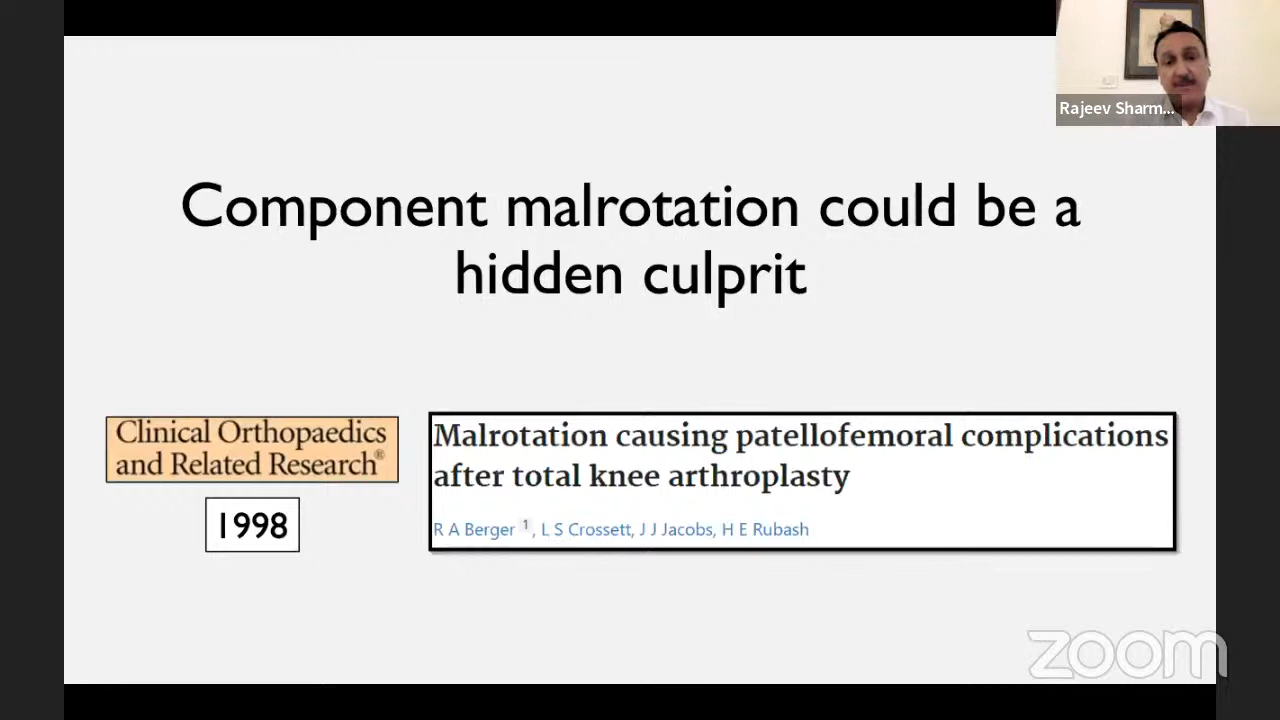 Rajeev Sharm...
Component malrotation could be a
hidden culprit
Clinical Orthopaedics
and Related Research®
1998
Malrotation causing patellofemoral complications
after total knee arthroplasty
R A Berger 1, L S Crossett, J J Jacobs, H E Rubash
zoom